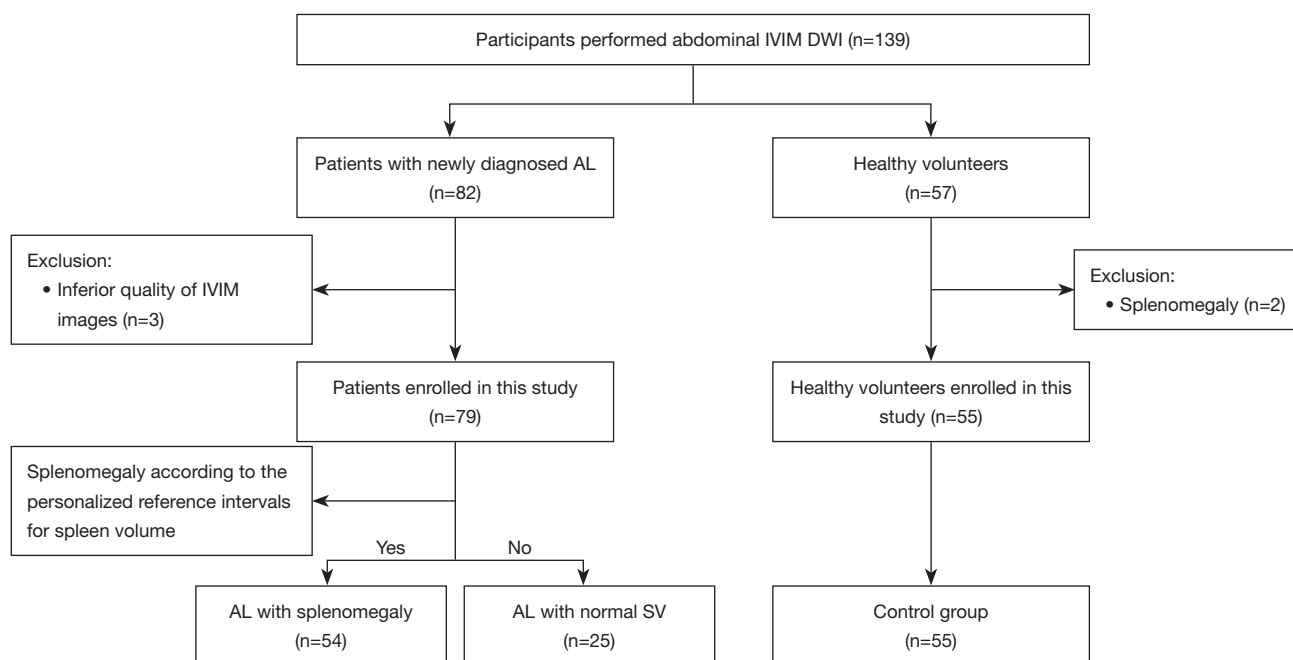 Participants performed abdominal IVIM DWI (n=139)
Patients with newly diagnosed AL
(n=82)
Healthy volunteers
(n=57)
Exclusion:
• Inferior quality of IVIM
images (n=3)
Exclusion:
• Splenomegaly (n=2)
Patients enrolled in this study
(n=79)
Healthy volunteers enrolled in this
study (n=55)
Splenomegaly according to the
personalized reference intervals
for spleen volume
Yes
No
AL with splenomegaly
(n=54)
AL with normal SV
(n=25)
Control group
(n=55)